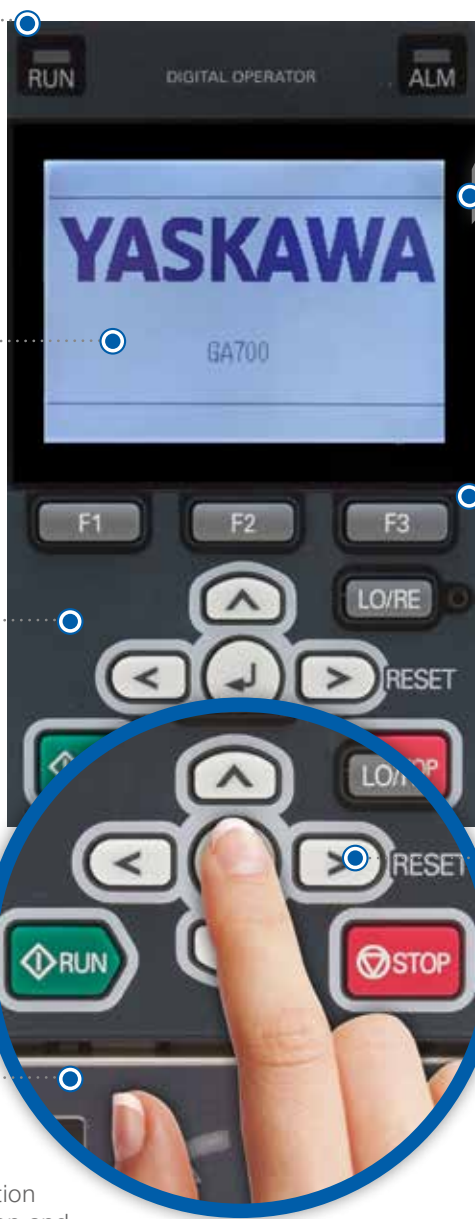 RUN DIGITAL OPERATOR ALM
YASKAWA
GA700
F1 F2 F3
LO/RE
RESET
RESET
RUN STOP